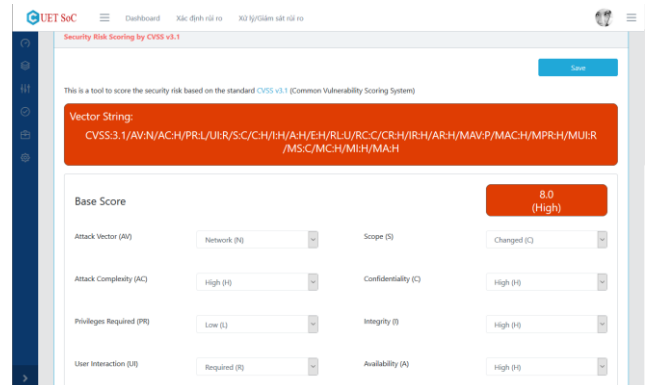 UET SoC
Dashboard Xác định rủi ro Xử lý/Giám sát rủi ro
Security Risk Scoring by CVSS v3.1
Save
This is a tool to score the security risk based on the standard CVSS v3.1 (Common Vulnerability Scoring System)
Vector String:
CVSS:3.1/AV:N/AC:H/PR:L/UI:R/S:C/C:H/I:H/A:H/E:H/RL:U/RC:C/CR:H/IR:H/AR:H/MAV:P/MAC:H/MPR:H/MUI:R
/MS:C/MC:H/MI:H/MA:H
Base Score
8.0
(High)
Attack Vector (AV) Network (N) Scope (S) Changed (C)
Attack Complexity (AC) High (H) Confidentiality (C) High (H)
Privileges Required (PR) Low (L) Integrity (I) High (H)
User Interaction (UI) Required (R) Availability (A) High (H)